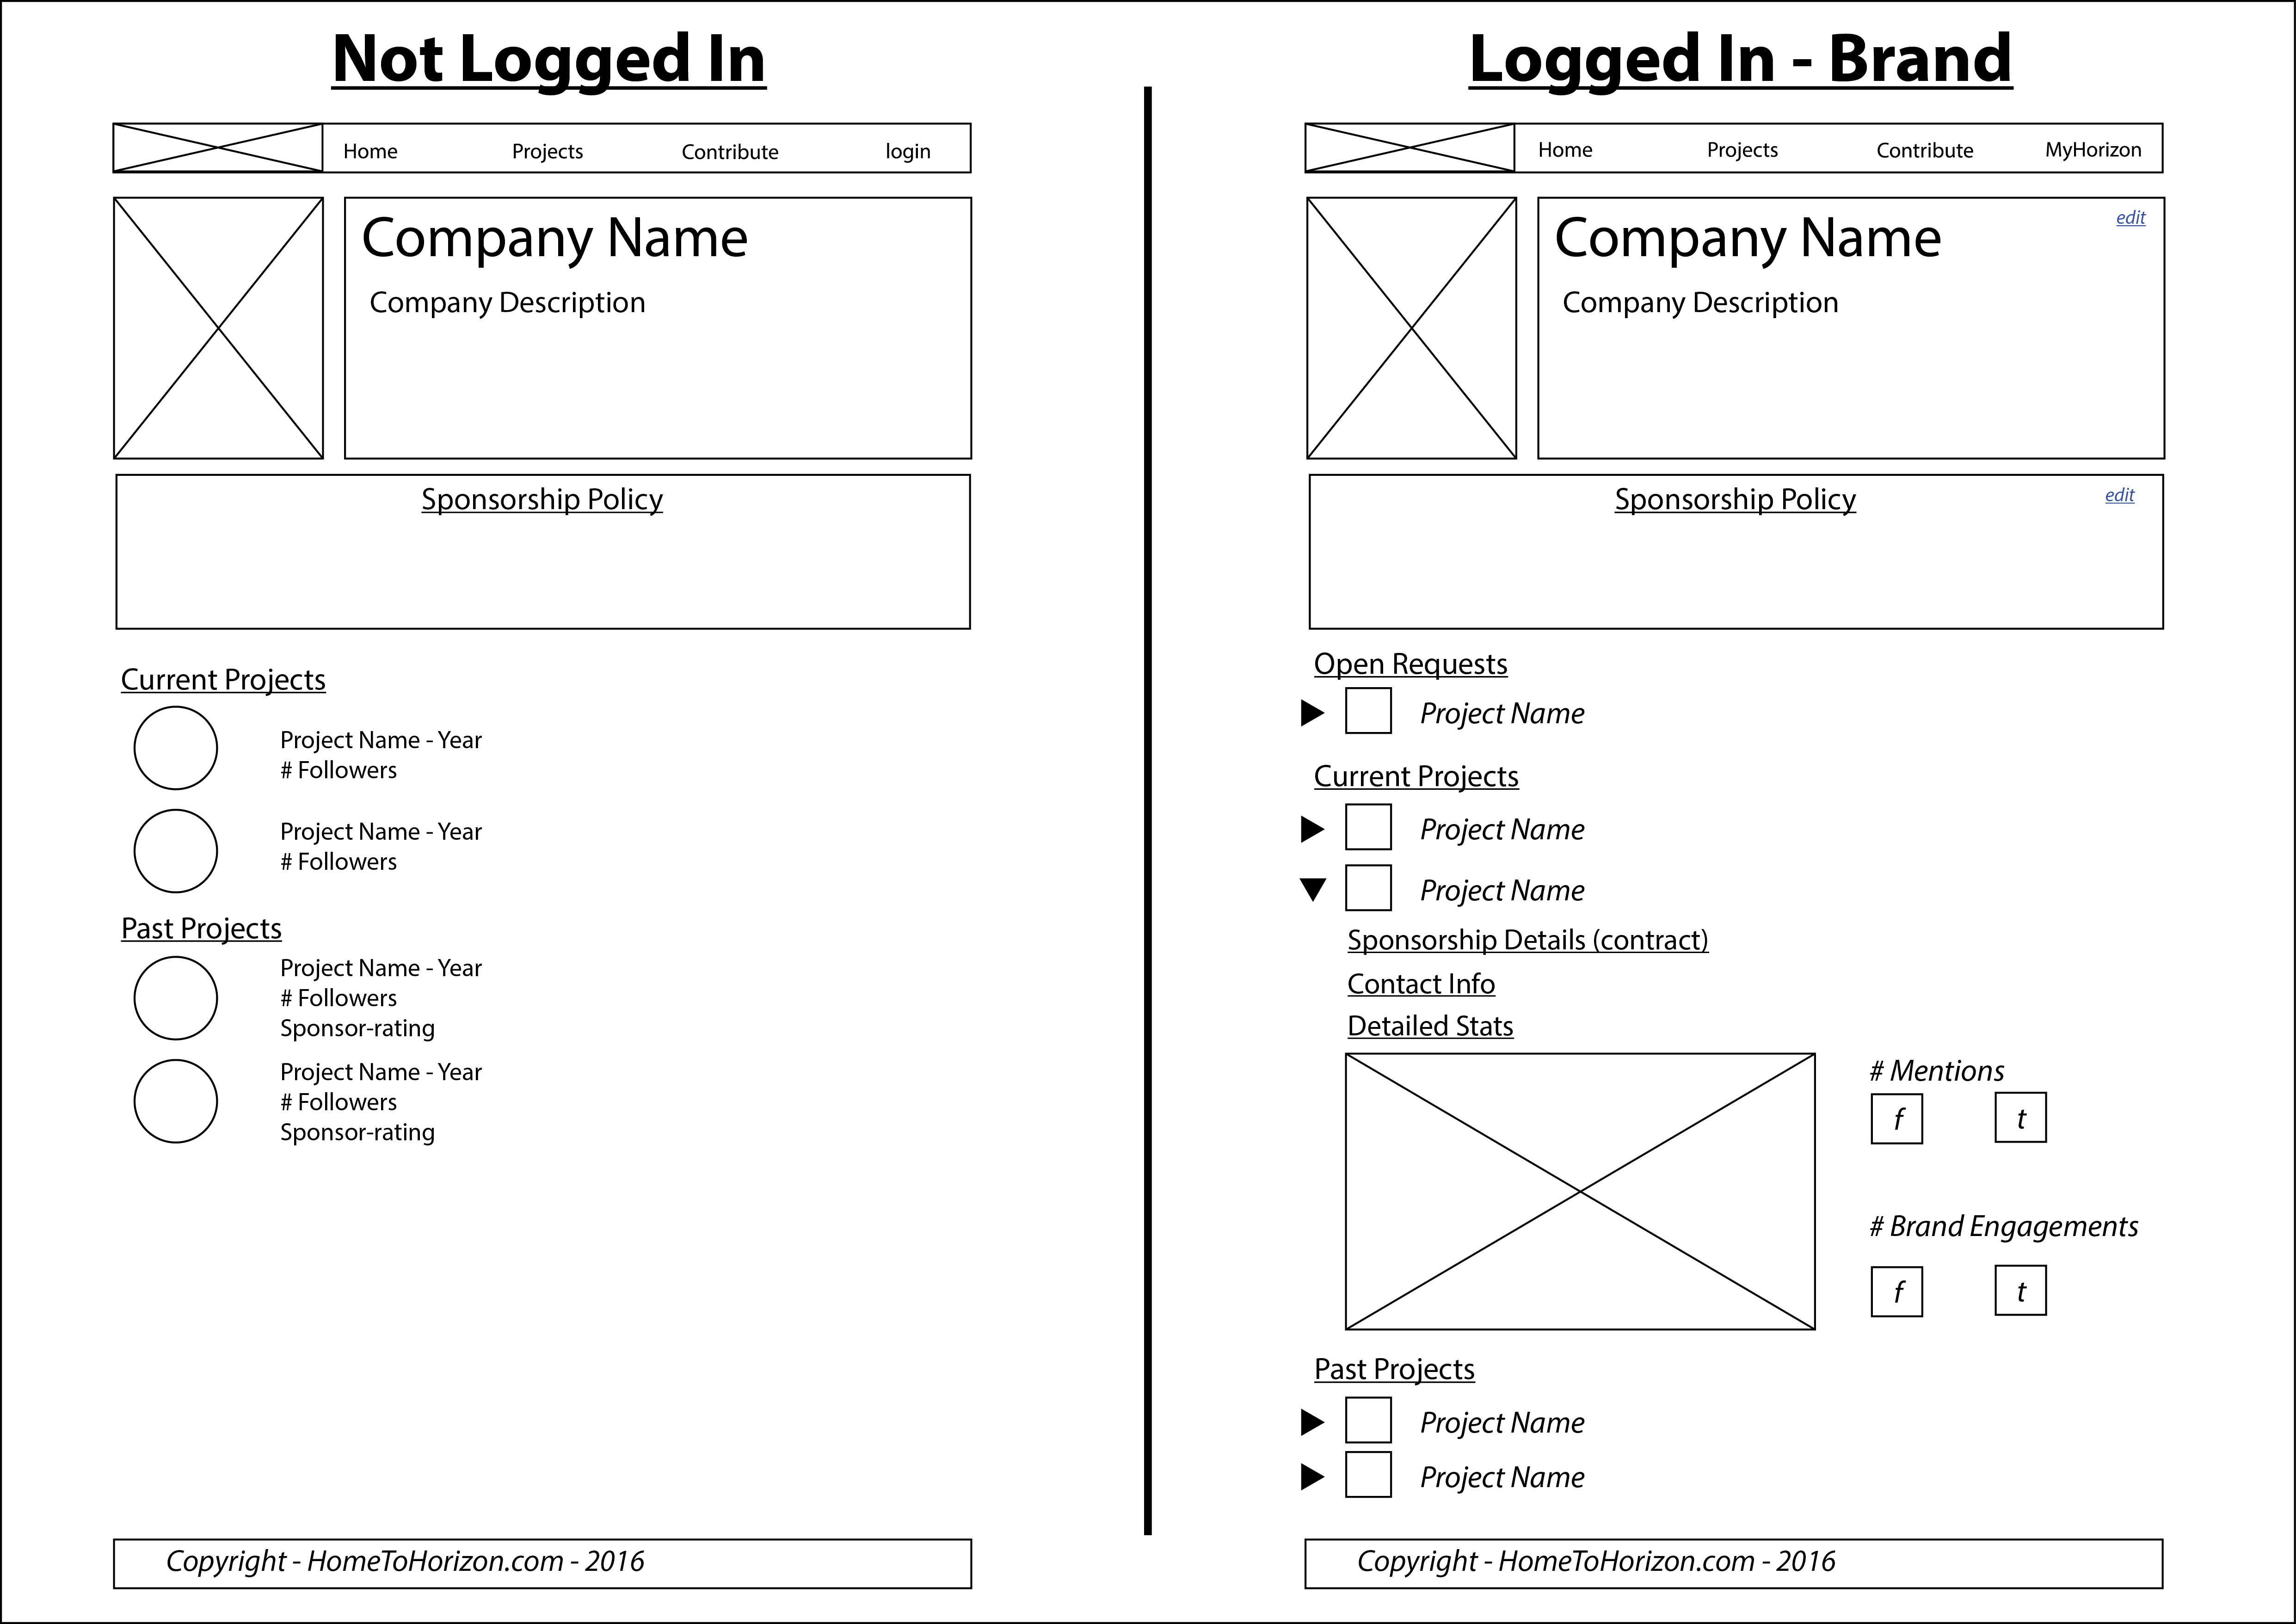 Not Logged In
Home Projects Contribute login
Company Name
Company Description
Sponsorship Policy
Current Projects
Project Name - Year
# Followers
Project Name - Year
# Followers
Past Projects
Project Name - Year
# Followers
Sponsor-rating
Project Name - Year
# Followers
Sponsor-rating
Copyright - HomeToHorizon.com - 2016
Logged In - Brand
Home Projects Contribute MyHorizon
Company Name edit
Company Description
Sponsorship Policy edit
Open Requests
Project Name
Current Projects
Project Name
Project Name
Sponsorship Details (contract)
Contact Info
Detailed Stats
# Mentions
f t
# Brand Engagements
f t
Past Projects
Project Name
Project Name
Copyright - HomeToHorizon.com - 2016